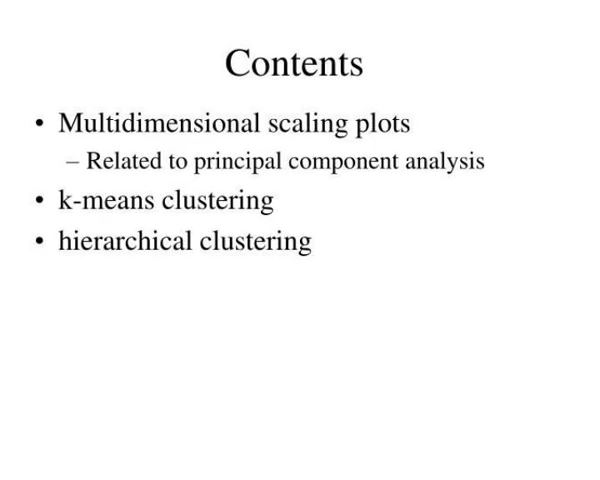 Contents
• Multidimensional scaling plots
– Related to principal component analysis
• k-means clustering
• hierarchical clustering